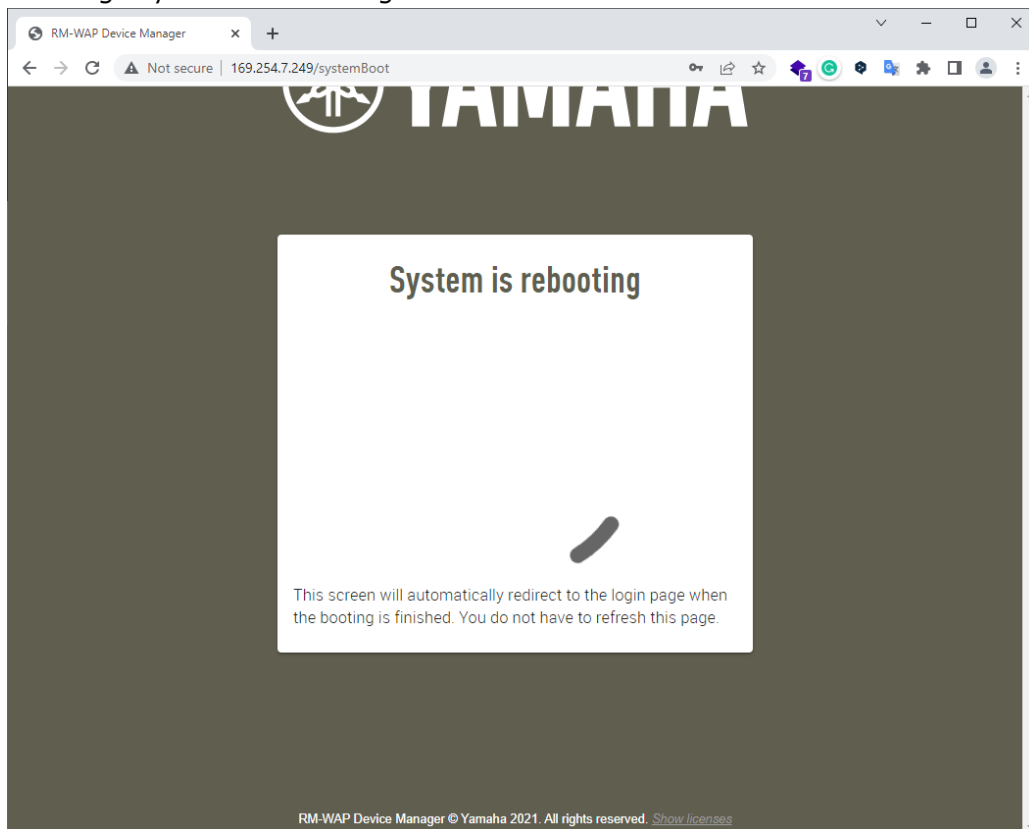 RM-WAP Device Manager
Not secure | 169.254.7.249/systemBoot
7
YAMAHA
System is rebooting
This screen will automatically redirect to the login page when
the booting is finished. You do not have to refresh this page.
RM-WAP Device Manager © Yamaha 2021. All rights reserved. Show licenses